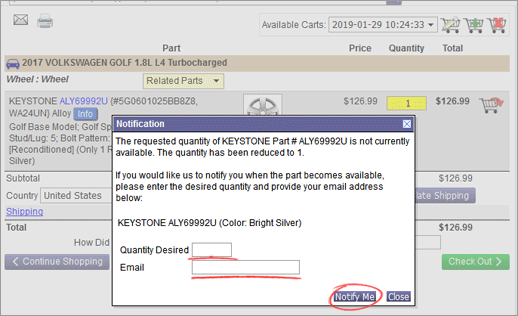 Available Carts: 2019-01-29 10:24:33
Part Price Quantity Total
2017 VOLKSWAGEN GOLF 1.8L L4 Turbocharged
Wheel : Wheel Related Parts
KEYSTONE ALY69992U (#5G0601025BB8Z8, $126.99 1 $126.99
WA24UN} Alloy Info
Golf Base Model; Golf Sp
Stud/Lug: 5; Bolt Pattern:
[Reconditioned] (Only 1 R
Silver)
Notification
The requested quantity of KEYSTONE Part # ALY69992U is not currently
available. The quantity has been reduced to 1.
If you would like us to notify you when the part becomes available,
please enter the desired quantity and provide your email address
below:
KEYSTONE ALY69992U (Color: Bright Silver)
Quantity Desired
Email
Notify Me Close
Subtotal $126.99
Country United States ate Shipping
Shipping
Total $126.99
How Did
Continue Shopping Check Out